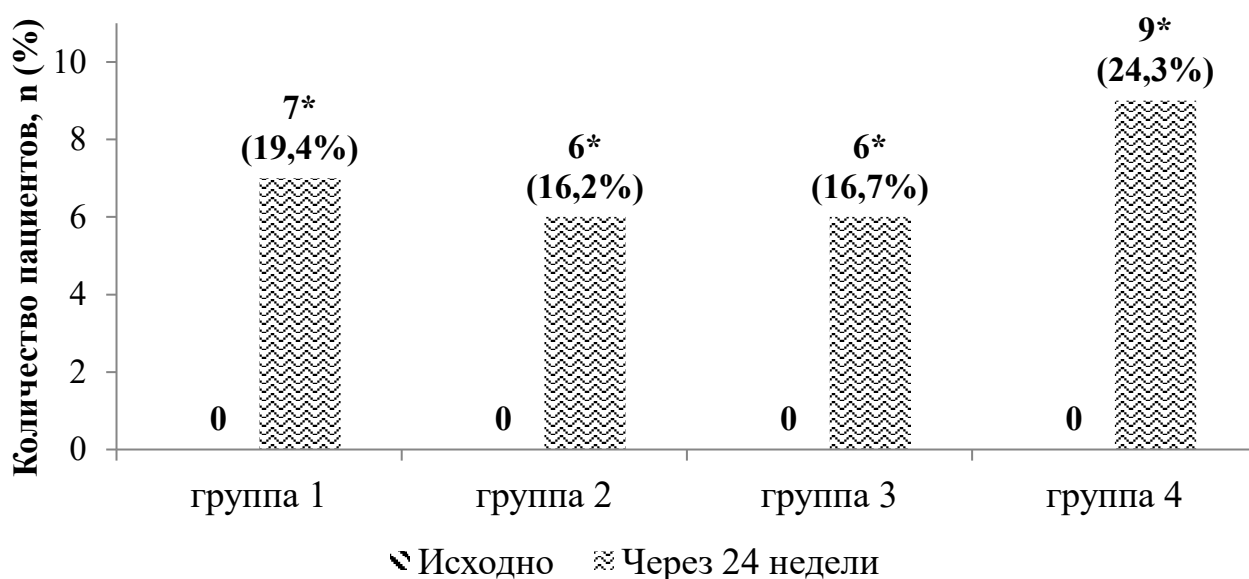 Количество пациентов, n (%)
10
8
6
4
2
0
7*
(19,4%)
6*
(16,2%)
6*
(16,7%)
9*
(24,3%)
0
0
0
0
группа 1
группа 2
группа 3
группа 4
Исходно
Через 24 недели